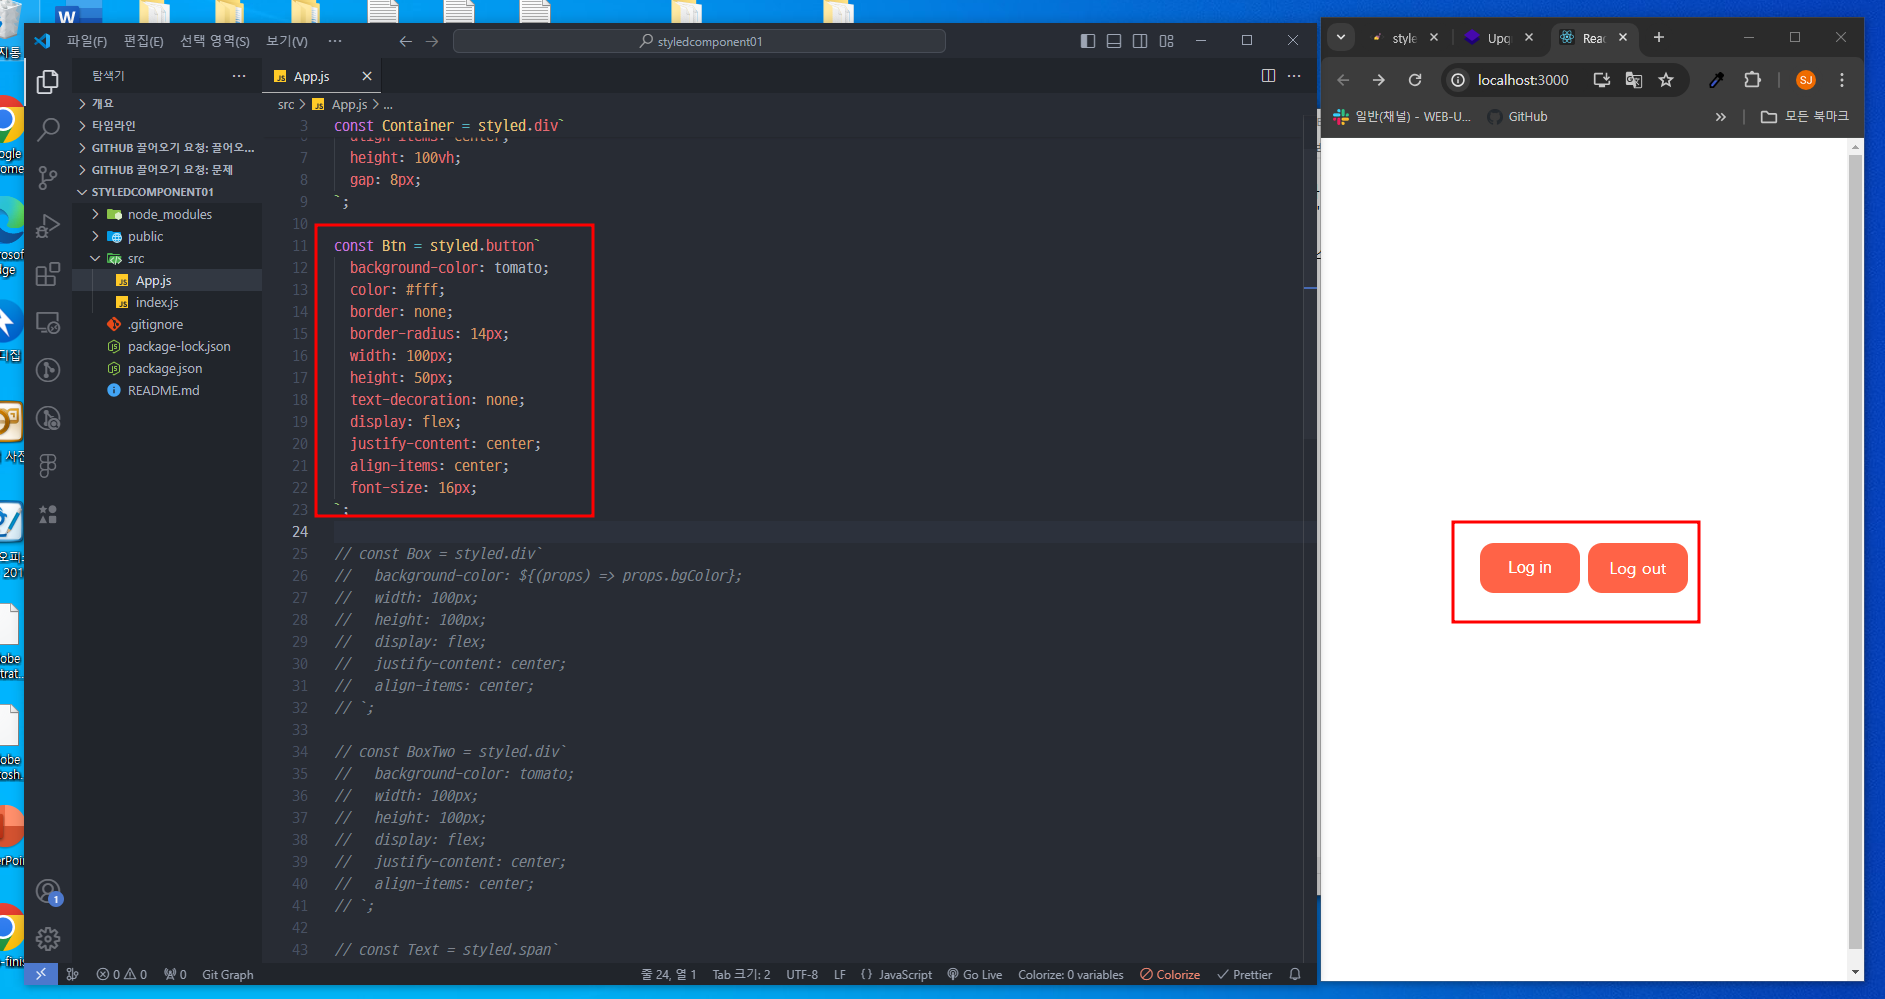 파일(F) 편집(E) 선택 영역(S) 보기(V) ···
styledcomponent01
탐색기
개요
타임라인
GITHUB 끌어오기 요청: 끌어오...
GITHUB 끌어오기 요청: 문제
STYLEDCOMPONENT01
node_modules
public
src
App.js
index.js
.gitignore
package-lock.json
package.json
README.md
App.js
src > App.js > ...
3 const Container = styled.div`
7 height: 100vh;
8 gap: 8px;
9 `;
10
11 const Btn = styled.button`
12 background-color: tomato;
13 color: #fff;
14 border: none;
15 border-radius: 14px;
16 width: 100px;
17 height: 50px;
18 text-decoration: none;
19 display: flex;
20 justify-content: center;
21 align-items: center;
22 font-size: 16px;
23 `;
24
25 // const Box = styled.div`
26 //   background-color: ${(props) => props.bgColor};
27 //   width: 100px;
28 //   height: 100px;
29 //   display: flex;
30 //   justify-content: center;
31 //   align-items: center;
32 // `;
33
34 // const BoxTwo = styled.div`
35 //   background-color: tomato;
36 //   width: 100px;
37 //   height: 100px;
38 //   display: flex;
39 //   justify-content: center;
40 //   align-items: center;
41 // `;
42
43 // const Text = styled.span`
1
0 0 0 Git Graph
줄 24, 열 1 Tab 크기: 2 UTF-8 LF {} JavaScript Go Live Colorize: 0 variables Colorize Prettier
style
Upg
Reac
localhost:3000
SJ
일반(채널) - WEB-U...
GitHub
모든 북마크
Log in
Log out